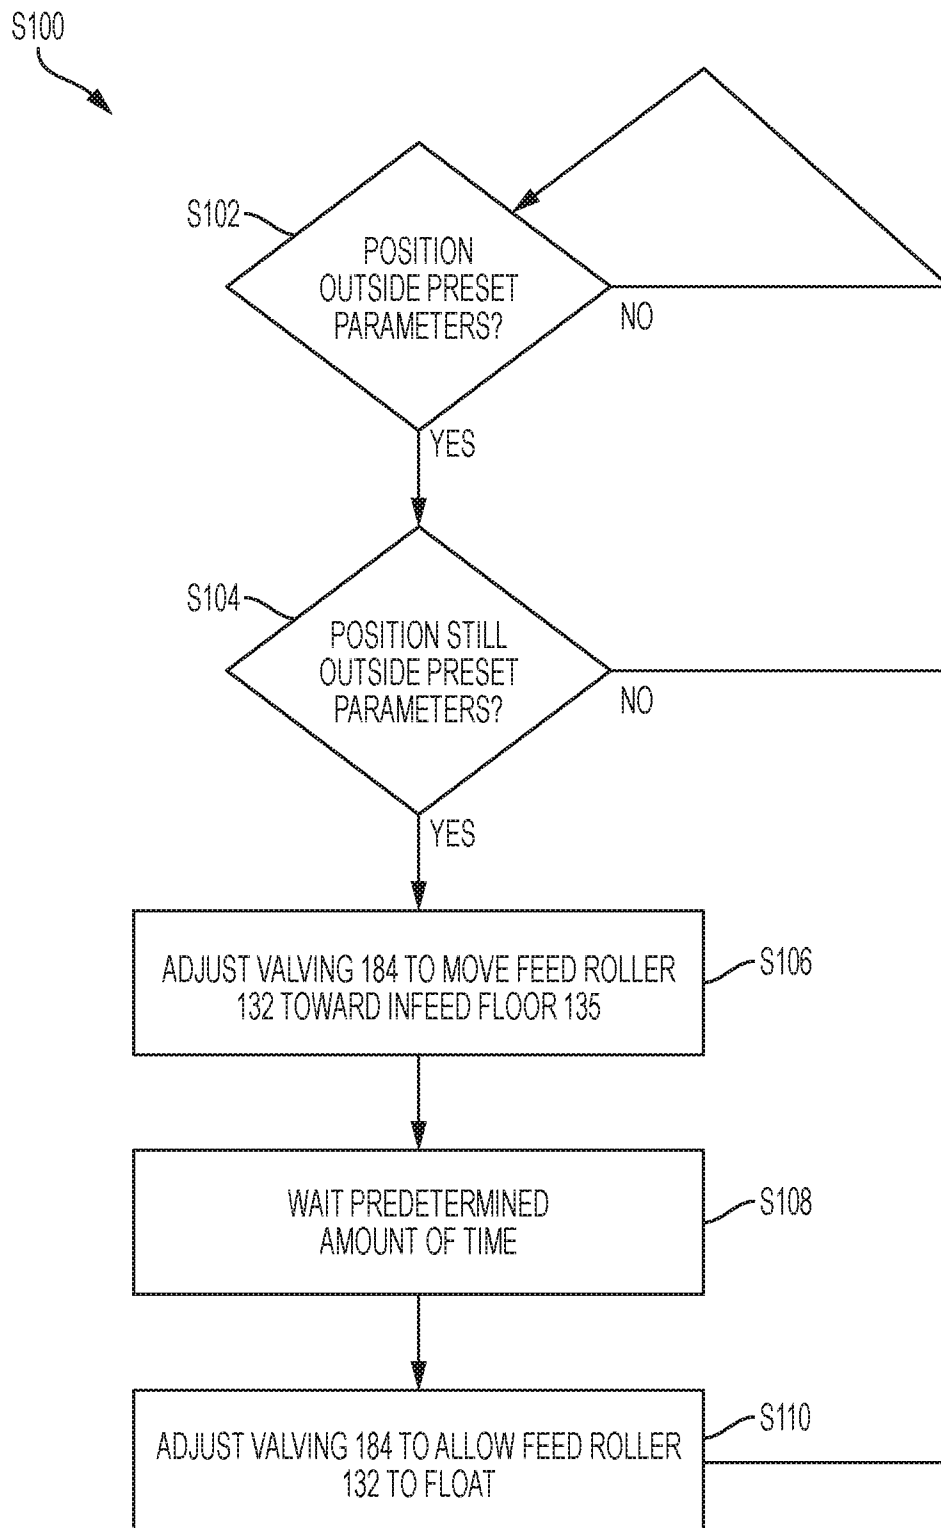 S100
S102
POSITION
OUTSIDE PRESET
PARAMETERS?
NO
YES
S104
POSITION STILL
OUTSIDE PRESET
PARAMETERS?
NO
YES
ADJUST VALVING 184 TO MOVE FEED ROLLER
132 TOWARD INFEED FLOOR 135
S106
WAIT PREDETERMINED
AMOUNT OF TIME
S108
ADJUST VALVING 184 TO ALLOW FEED ROLLER
132 TO FLOAT
S110